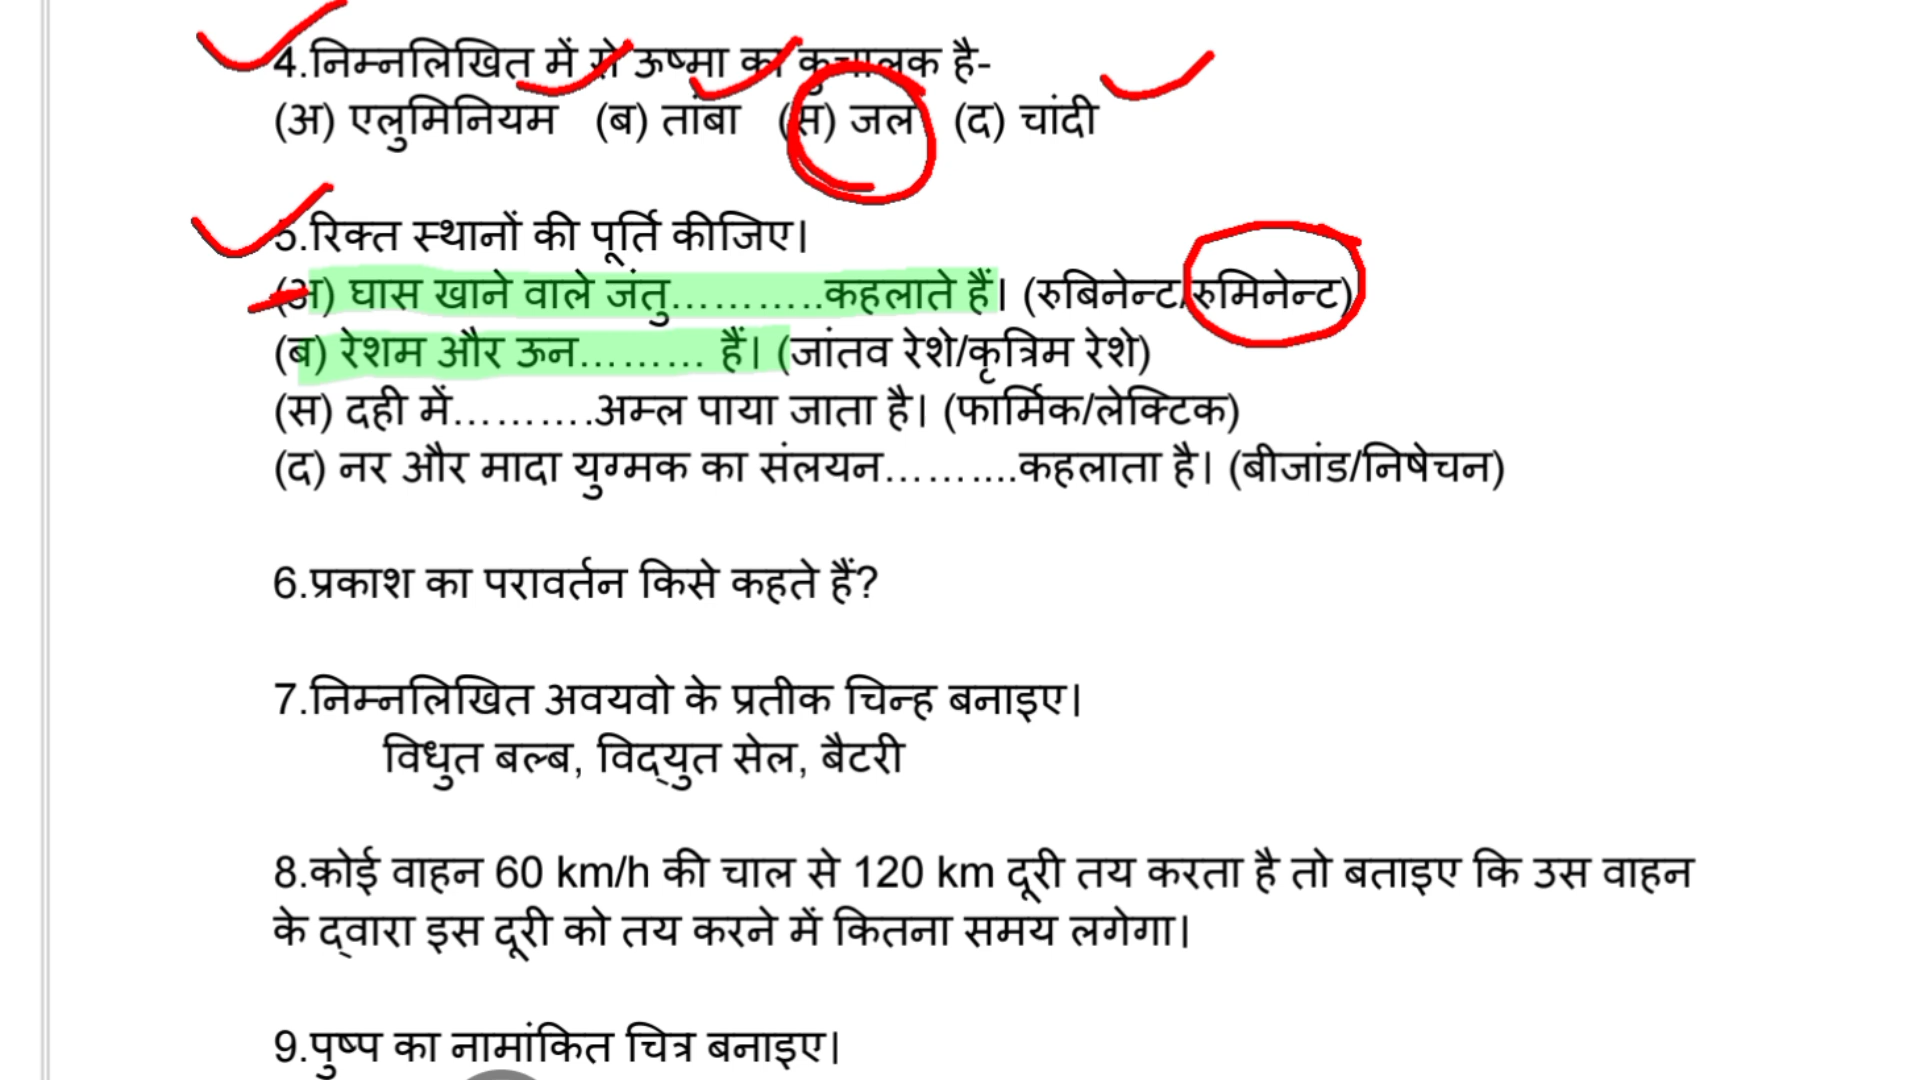 4.निम्नलिखित में से ऊष्मा का कुचालक है-
(अ) एलुमिनियम (ब) तांबा (स) जल (द) चांदी
5.रिक्त स्थानों की पूर्ति कीजिए।
(अ) घास खाने वाले जंतु………..कहलाते हैं। (रुबिनेन्ट/रुमिनेन्ट)
(ब) रेशम और ऊन……… हैं। (जांतव रेशे/कृत्रिम रेशे)
(स) दही में……….अम्ल पाया जाता है। (फार्मिक/लेक्टिक)
(द) नर और मादा युग्मक का संलयन……....कहलाता है। (बीजांड/निषेचन)
6.प्रकाश का परावर्तन किसे कहते हैं?
7.निम्नलिखित अवयवो के प्रतीक चिन्ह बनाइए।
विधुत बल्ब, विद्युत सेल, बैटरी
8.कोई वाहन 60 km/h की चाल से 120 km दूरी तय करता है तो बताइए कि उस वाहन
के द्वारा इस दूरी को तय करने में कितना समय लगेगा।
9.पुष्प का नामांकित चित्र बनाइए।